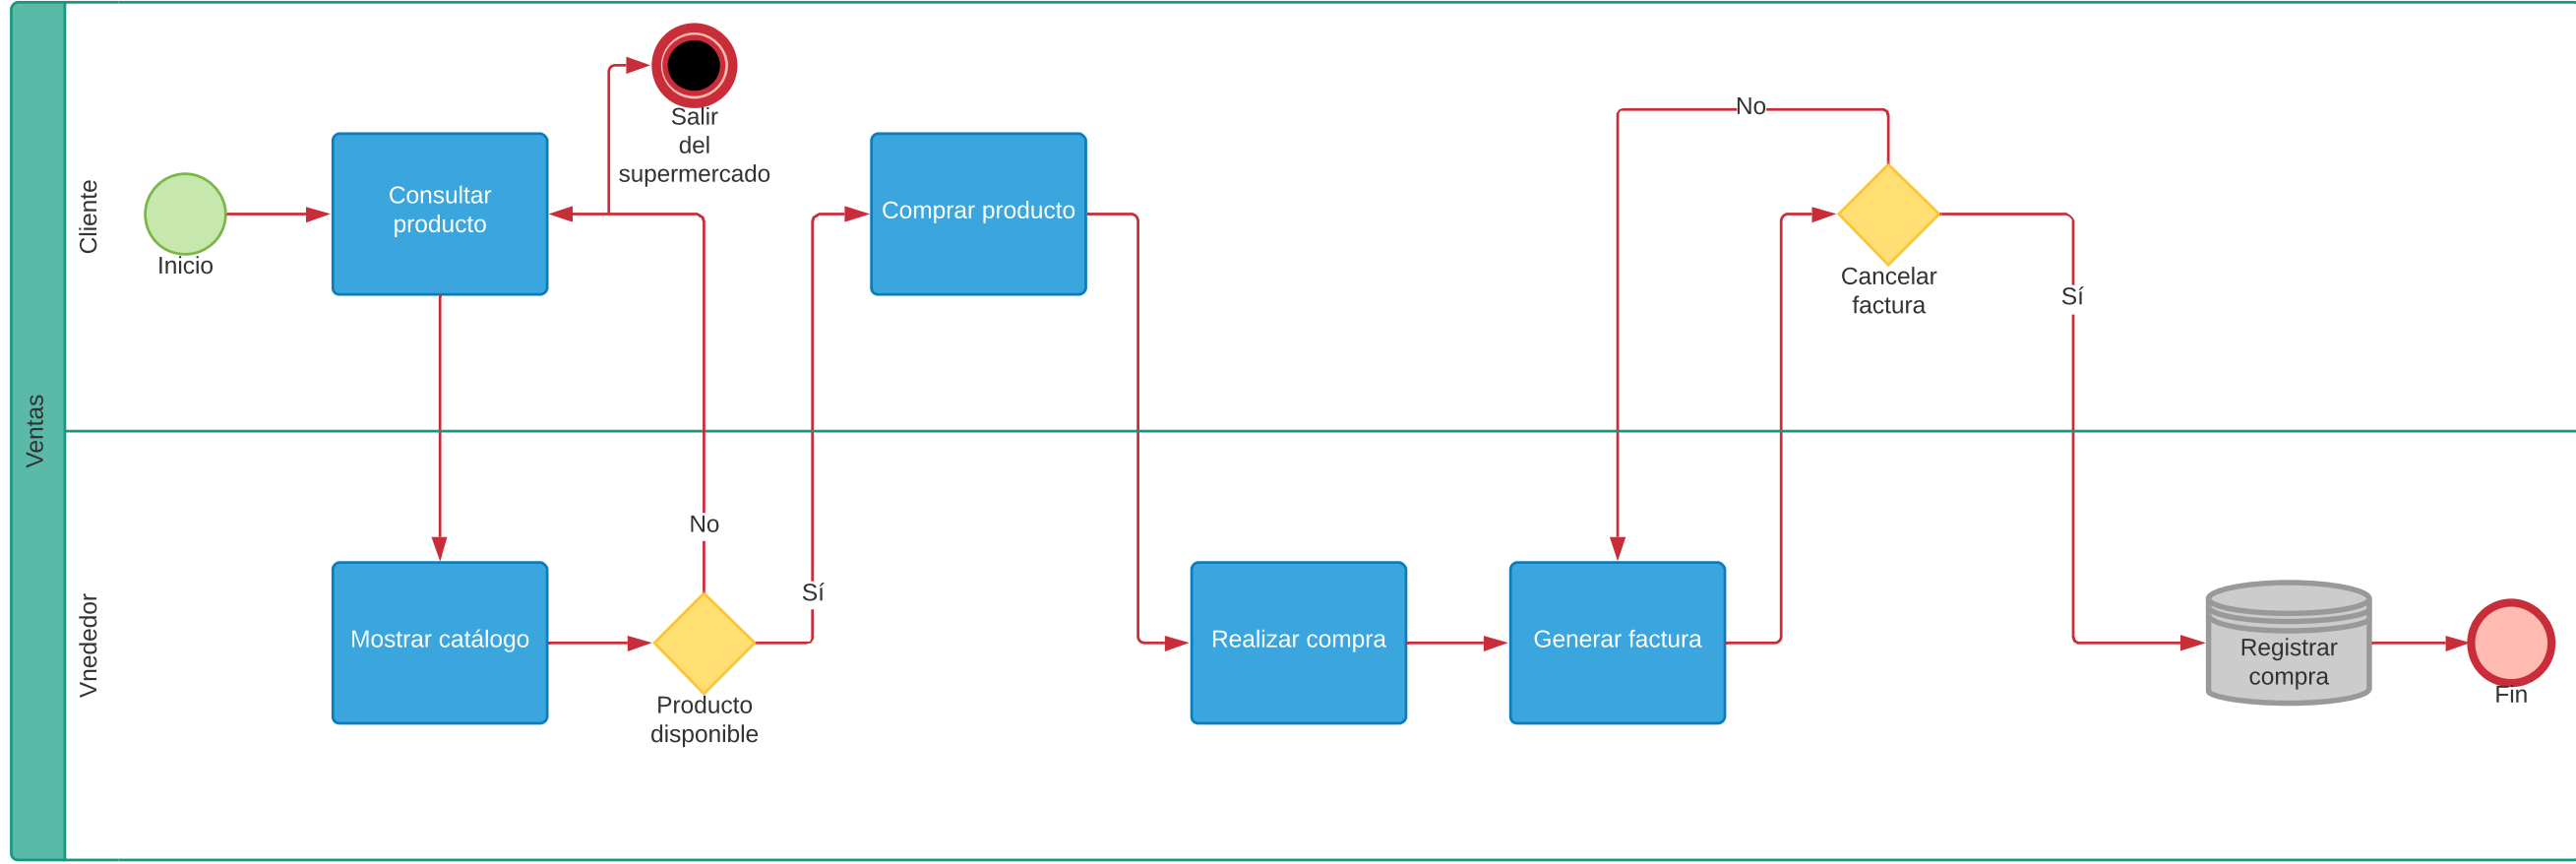 Ventas
Cliente
Inicio
Consultar
producto
Salir
del
supermercado
Comprar producto
No
Cancelar
factura
Sí
Vnededor
Mostrar catálogo
No
Producto
disponible
Sí
Realizar compra
Generar factura
Registrar
compra
Fin